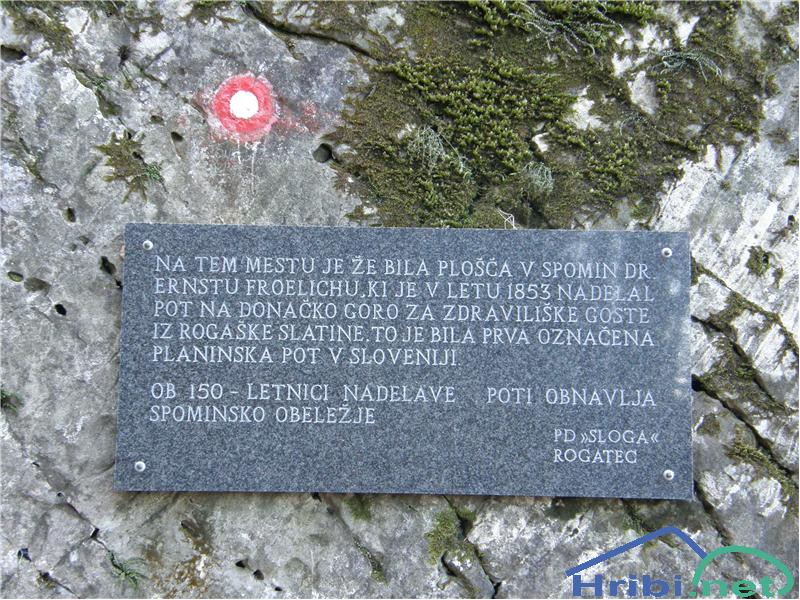 NA TEM MESTU JE ŽE BILA PLOŠČA V SPOMIN DR.
ERNSTU FROELICHU, KI JE V LETU 1853 NADELAL
POT NA DONAČKO GORO ZA ZDRAVILIŠKE GOSTE
IZ ROGAŠKE SLATINE. TO JE BILA PRVA OZNAČENA
PLANINSKA POT V SLOVENIJI.
OB 150 - LETNICI NADELAVE POTI OBNAVLJA
SPOMINSKO OBELEŽJE
PD »SLOGA«
ROGATEC
Hribi.net